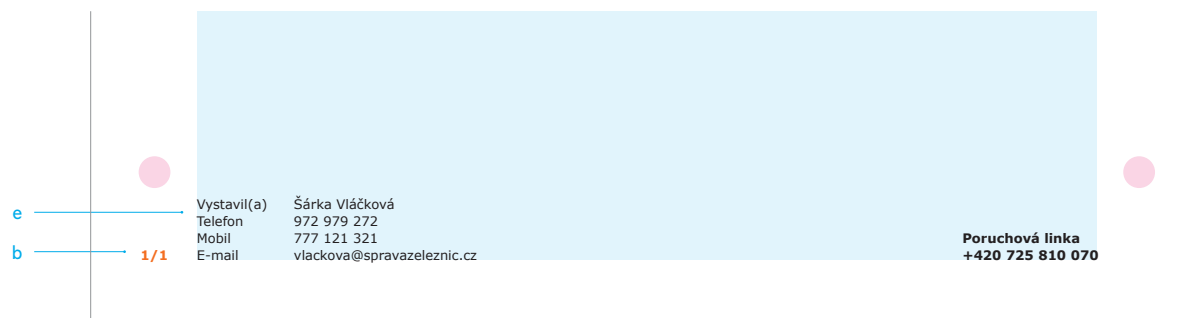 e
Vystavil(a) Šárka Vláčková
Telefon 972 979 272
Mobil 777 121 321
Poruchová linka
b
1/1
E-mail vlackova@spravazeleznic.cz
+420 725 810 070